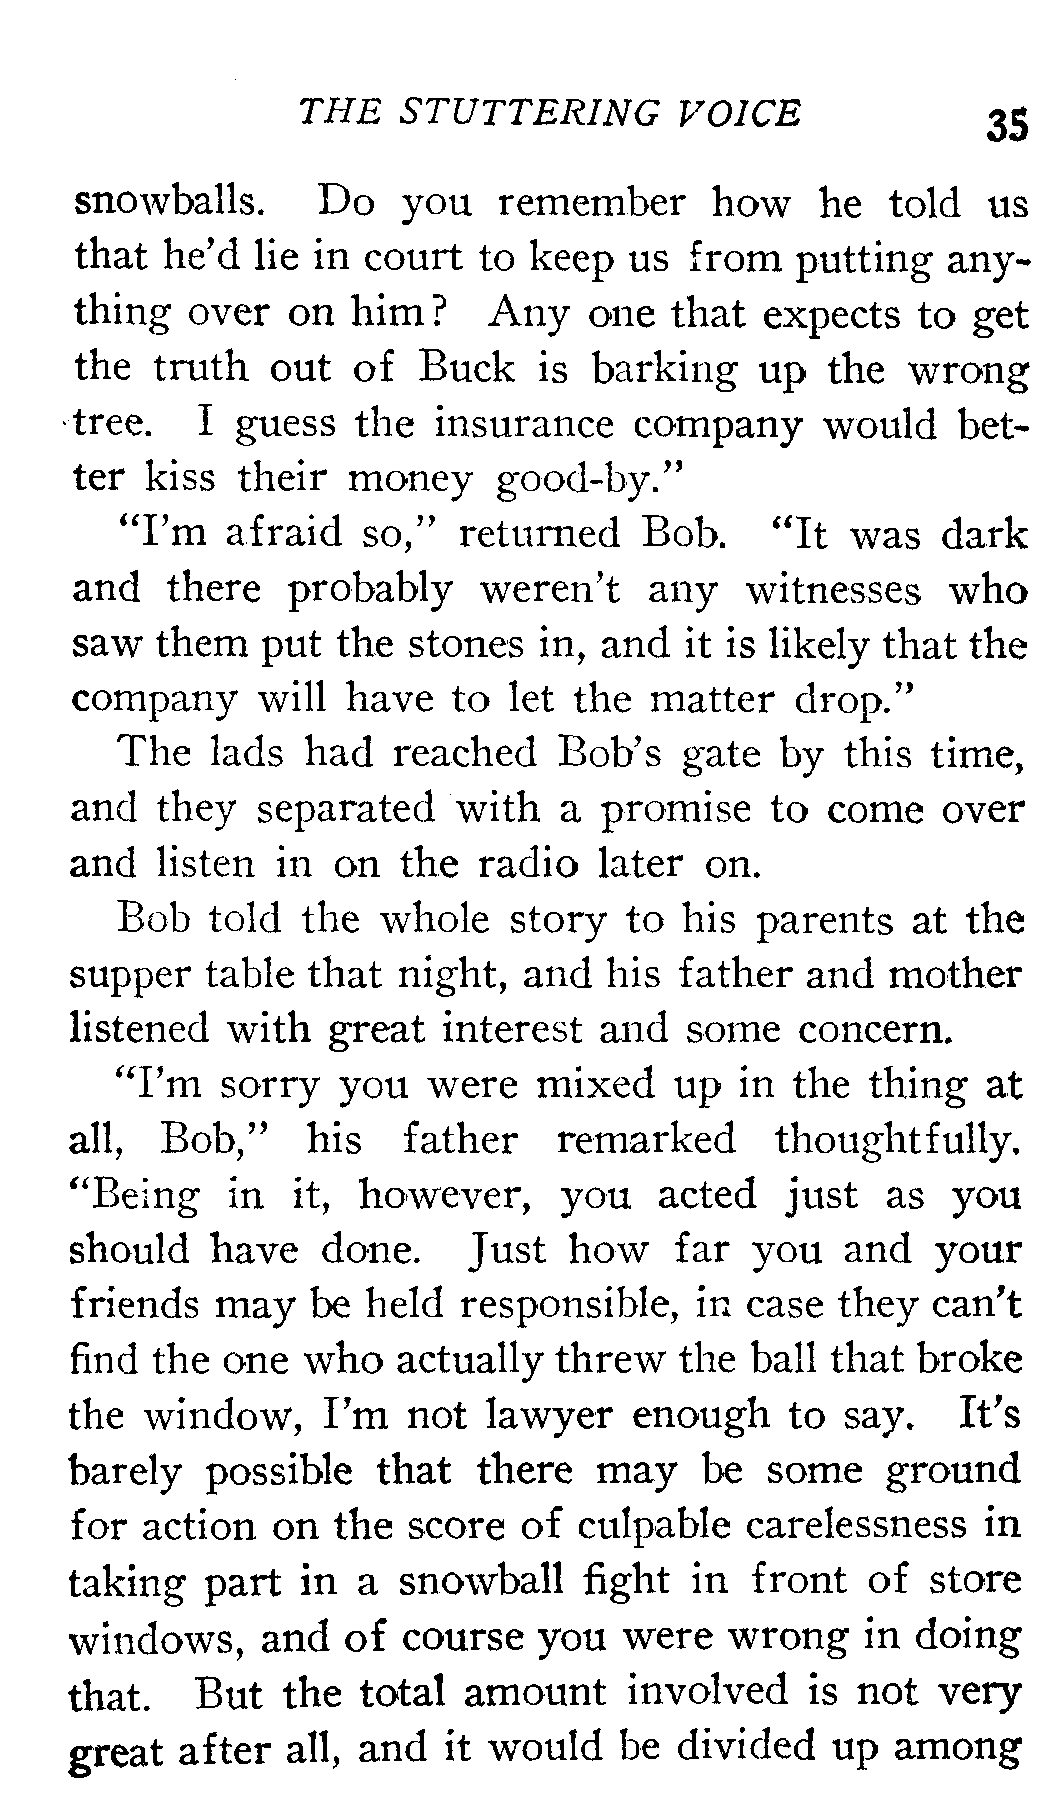 THE STUTTERING VOICE 35
snowballs. Do you remember how he told us
that he'd lie in court to keep us from putting any-
thing over on him? Any one that expects to get
the truth out of Buck is barking up the wrong
tree. I guess the insurance company would bet-
ter kiss their money good-by."
"I'm afraid so," returned Bob. "It was dark
and there probably weren't any witnesses who
saw them put the stones in, and it is likely that the
company will have to let the matter drop."
The lads had reached Bob's gate by this time,
and they separated with a promise to come over
and listen in on the radio later on.
Bob told the whole story to his parents at the
supper table that night, and his father and mother
listened with great interest and some concern.
"I'm sorry you were mixed up in the thing at
all, Bob," his father remarked thoughtfully.
"Being in it, however, you acted just as you
should have done. Just how far you and your
friends may be held responsible, in case they can't
find the one who actually threw the ball that broke
the window, I'm not lawyer enough to say. It's
barely possible that there may be some ground
for action on the score of culpable carelessness in
taking part in a snowball fight in front of store
windows, and of course you were wrong in doing
that. But the total amount involved is not very
great after all, and it would be divided up among